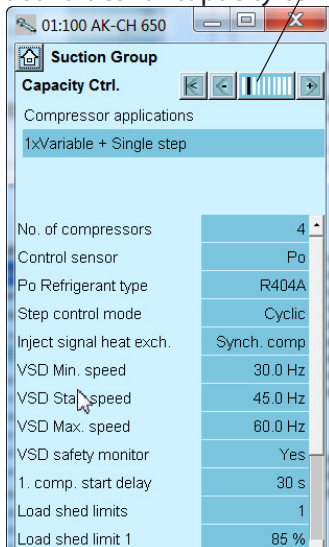 01:100 AK-CH 650
Suction Group
Capacity Ctrl.
Compressor applications
1xVariable + Single step
No. of compressors 4
Control sensor Po
Po Refrigerant type R404A
Step control mode Cyclic
Inject signal heat exch. Synch. comp
VSD Min. speed 30.0 Hz
VSD Start speed 45.0 Hz
VSD Max. speed 60.0 Hz
VSD safety monitor Yes
1. comp. start delay 30 s
Load shed limits 1
Load shed limit 1 85 %